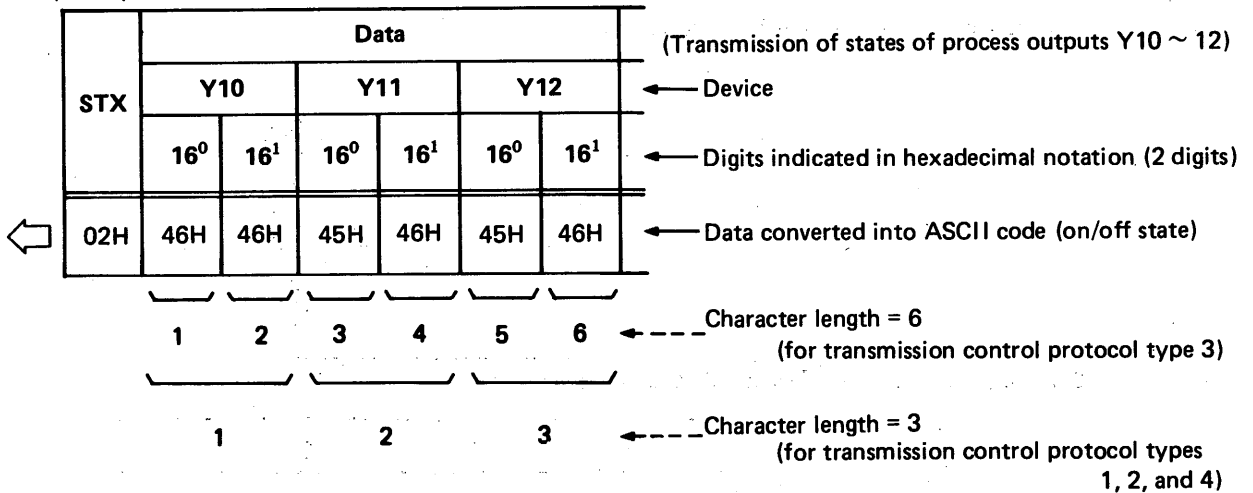 Data
(Transmission of states of process outputs Y10 ~ 12)
STX
Y10 Y11 Y12
Device
16⁰ 16¹ 16⁰ 16¹ 16⁰ 16¹
Digits indicated in hexadecimal notation (2 digits)
02H 46H 46H 45H 46H 45H 46H
Data converted into ASCII code (on/off state)
1 2 3 4 5 6
Character length = 6
(for transmission control protocol type 3)
1 2 3
Character length = 3
(for transmission control protocol types
1, 2, and 4)